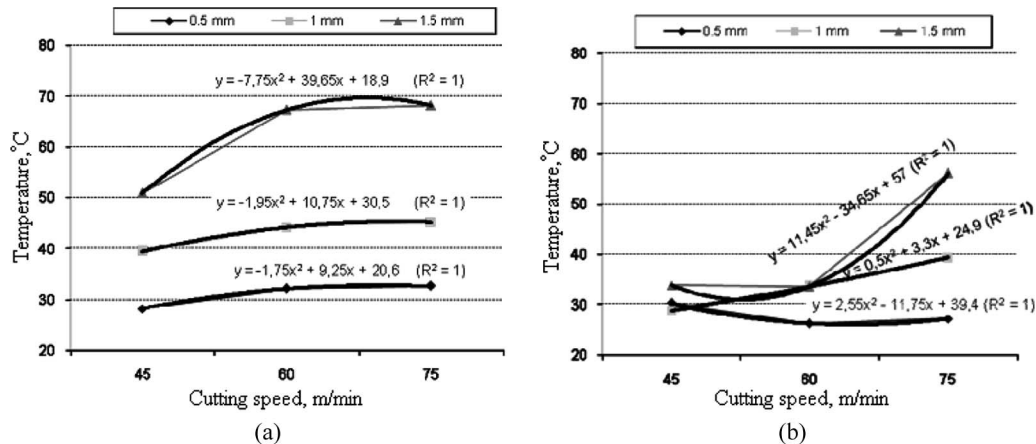 0.5 mm 1 mm 1.5 mm
80
70
60
50
40
30
20
Temperature,°C
y = -7,75x² + 39,65x + 18,9 (R² = 1)
y = -1,95x² + 10,75x + 30,5 (R² = 1)
y = -1,75x² + 9,25x + 20,6 (R² = 1)
45 60 75
Cutting speed, m/min
(a)
0.5 mm 1 mm 1.5 mm
80
70
60
50
40
30
20
Temperature,°C
y = 11,45x² - 34,65x + 57 (R² = 1)
y = 0,5x² + 3,3x + 24,9 (R² = 1)
y = 2,55x² - 11,75x + 39,4 (R² = 1)
45 60 75
Cutting speed, m/min
(b)